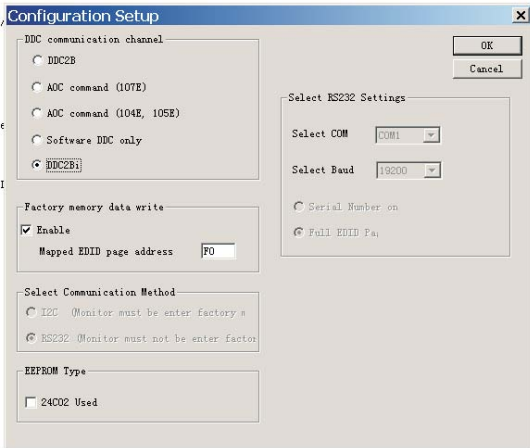 Configuration Setup
DDC communication channel
DDC2B
AOC command (107E)
AOC command (104E, 105E)
Software DDC only
DDC2Bi
OK
Cancel
Select RS232 Settings
Select COM
COM1
Select Baud
19200
Serial Number on
Full EDID Pa
Factory memory data write
Enable
Mapped EDID page address
F0
Select Communication Method
I2C (Monitor must be enter factory m
RS232 (Monitor must not be enter factor
EEPROM Type
24C02 Used